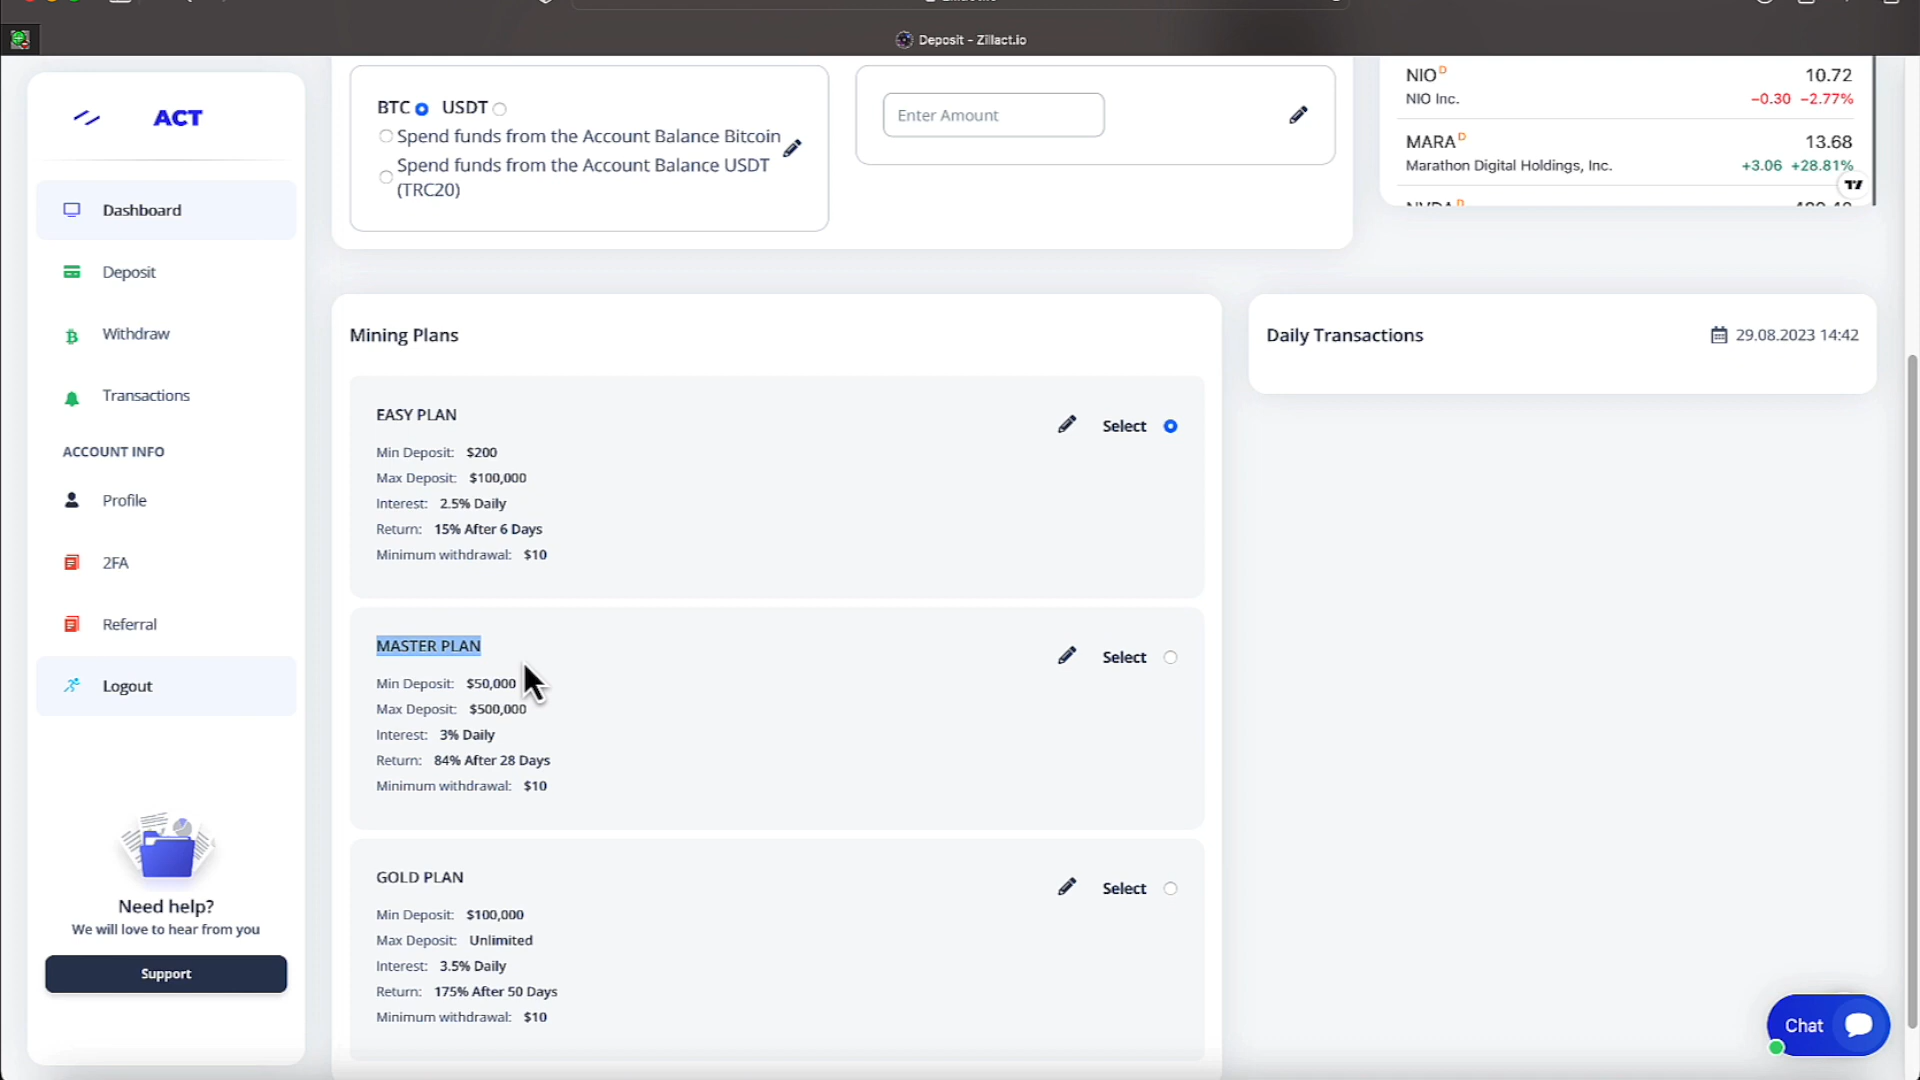 Deposit – Zillact.io
ACT
Dashboard
Deposit
Withdraw
Transactions
ACCOUNT INFO
Profile
2FA
Referral
Logout
Need help?
We will love to hear from you
Support
BTC USDT
Spend funds from the Account Balance Bitcoin
Spend funds from the Account Balance USDT
(TRC20)
Enter Amount
NIO D 10.72
NIO Inc. −0.30 −2.77%
MARA D 13.68
Marathon Digital Holdings, Inc. +3.06 +28.81%
Mining Plans
EASY PLAN
Select
Min Deposit: $200
Max Deposit: $100,000
Interest: 2.5% Daily
Return: 15% After 6 Days
Minimum withdrawal: $10
MASTER PLAN
Select
Min Deposit: $50,000
Max Deposit: $500,000
Interest: 3% Daily
Return: 84% After 28 Days
Minimum withdrawal: $10
GOLD PLAN
Select
Min Deposit: $100,000
Max Deposit: Unlimited
Interest: 3.5% Daily
Return: 175% After 50 Days
Minimum withdrawal: $10
Daily Transactions
29.08.2023 14:42
Chat